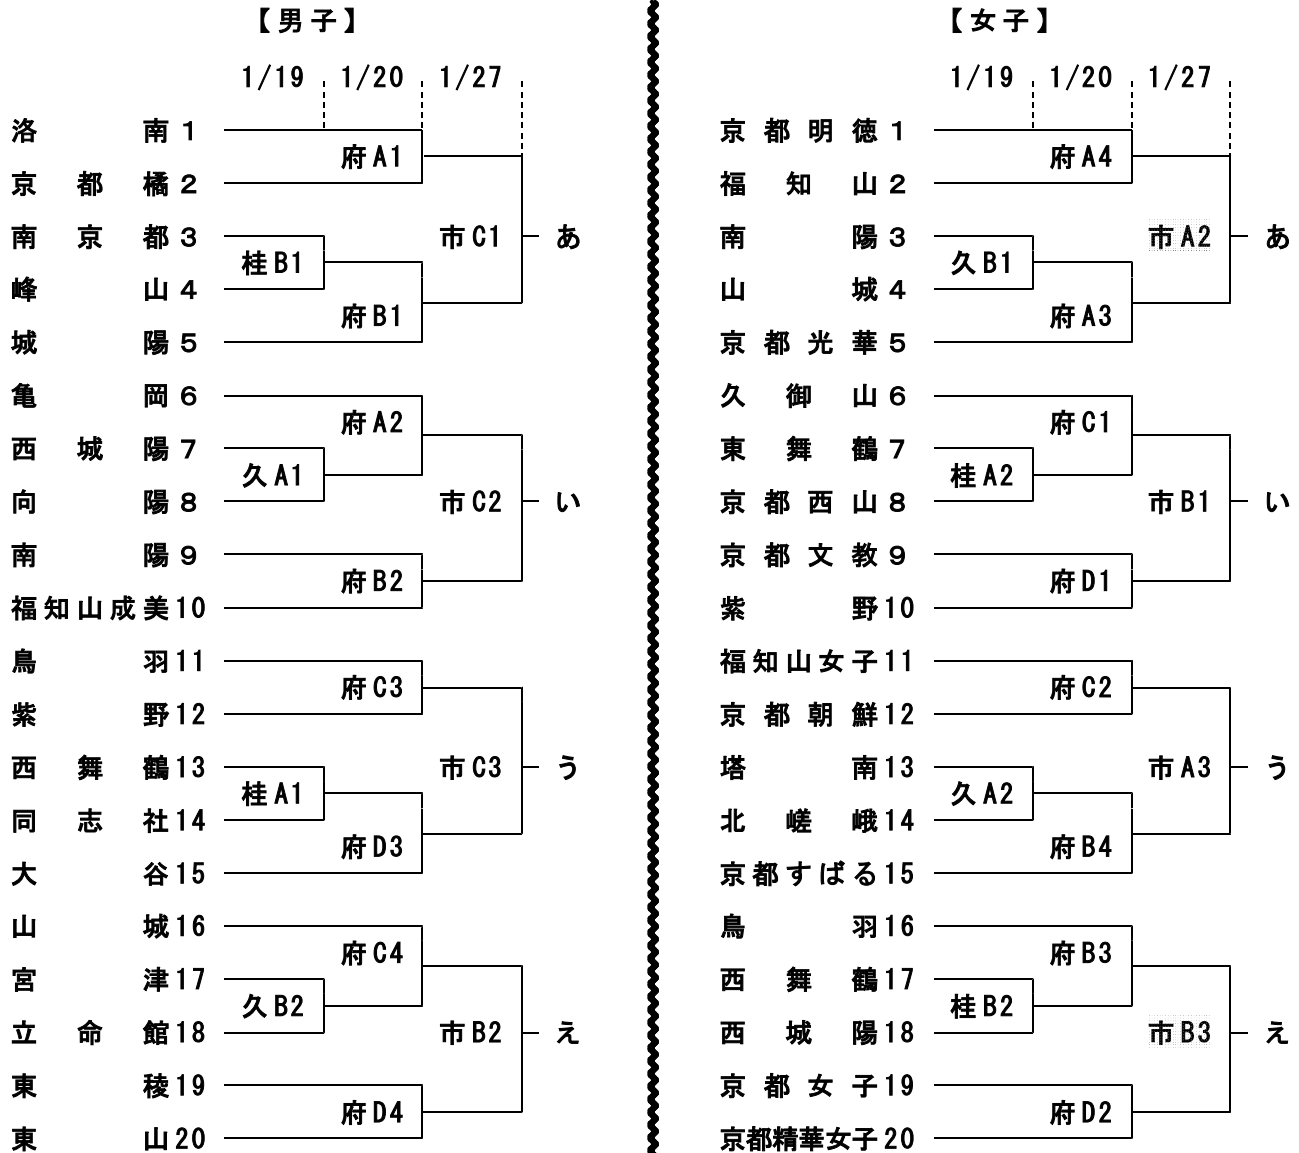 【男子】
1/19 1/20 1/27
洛南 1
府A1
京都橘 2
南京都 3
市C1 あ
桂B1
峰山 4
府B1
城陽 5
亀岡 6
府A2
西城陽 7
久A1
向陽 8
市C2 い
南陽 9
府B2
福知山成美 10
鳥羽 11
府C3
紫野 12
西舞鶴 13
市C3 う
桂A1
同志社 14
府D3
大谷 15
山城 16
府C4
宮津 17
久B2
立命館 18
市B2 え
東稜 19
府D4
東山 20
【女子】
1/19 1/20 1/27
京都明徳 1
府A4
福知山 2
南陽 3
市A2 あ
久B1
山城 4
府A3
京都光華 5
久御山 6
府C1
東舞鶴 7
桂A2
京都西山 8
市B1 い
京都文教 9
府D1
紫野 10
福知山女子 11
府C2
京都朝鮮 12
塔南 13
市A3 う
久A2
北嵯峨 14
府B4
京都すばる 15
鳥羽 16
府B3
西舞鶴 17
桂B2
西城陽 18
市B3 え
京都女子 19
府D2
京都精華女子 20